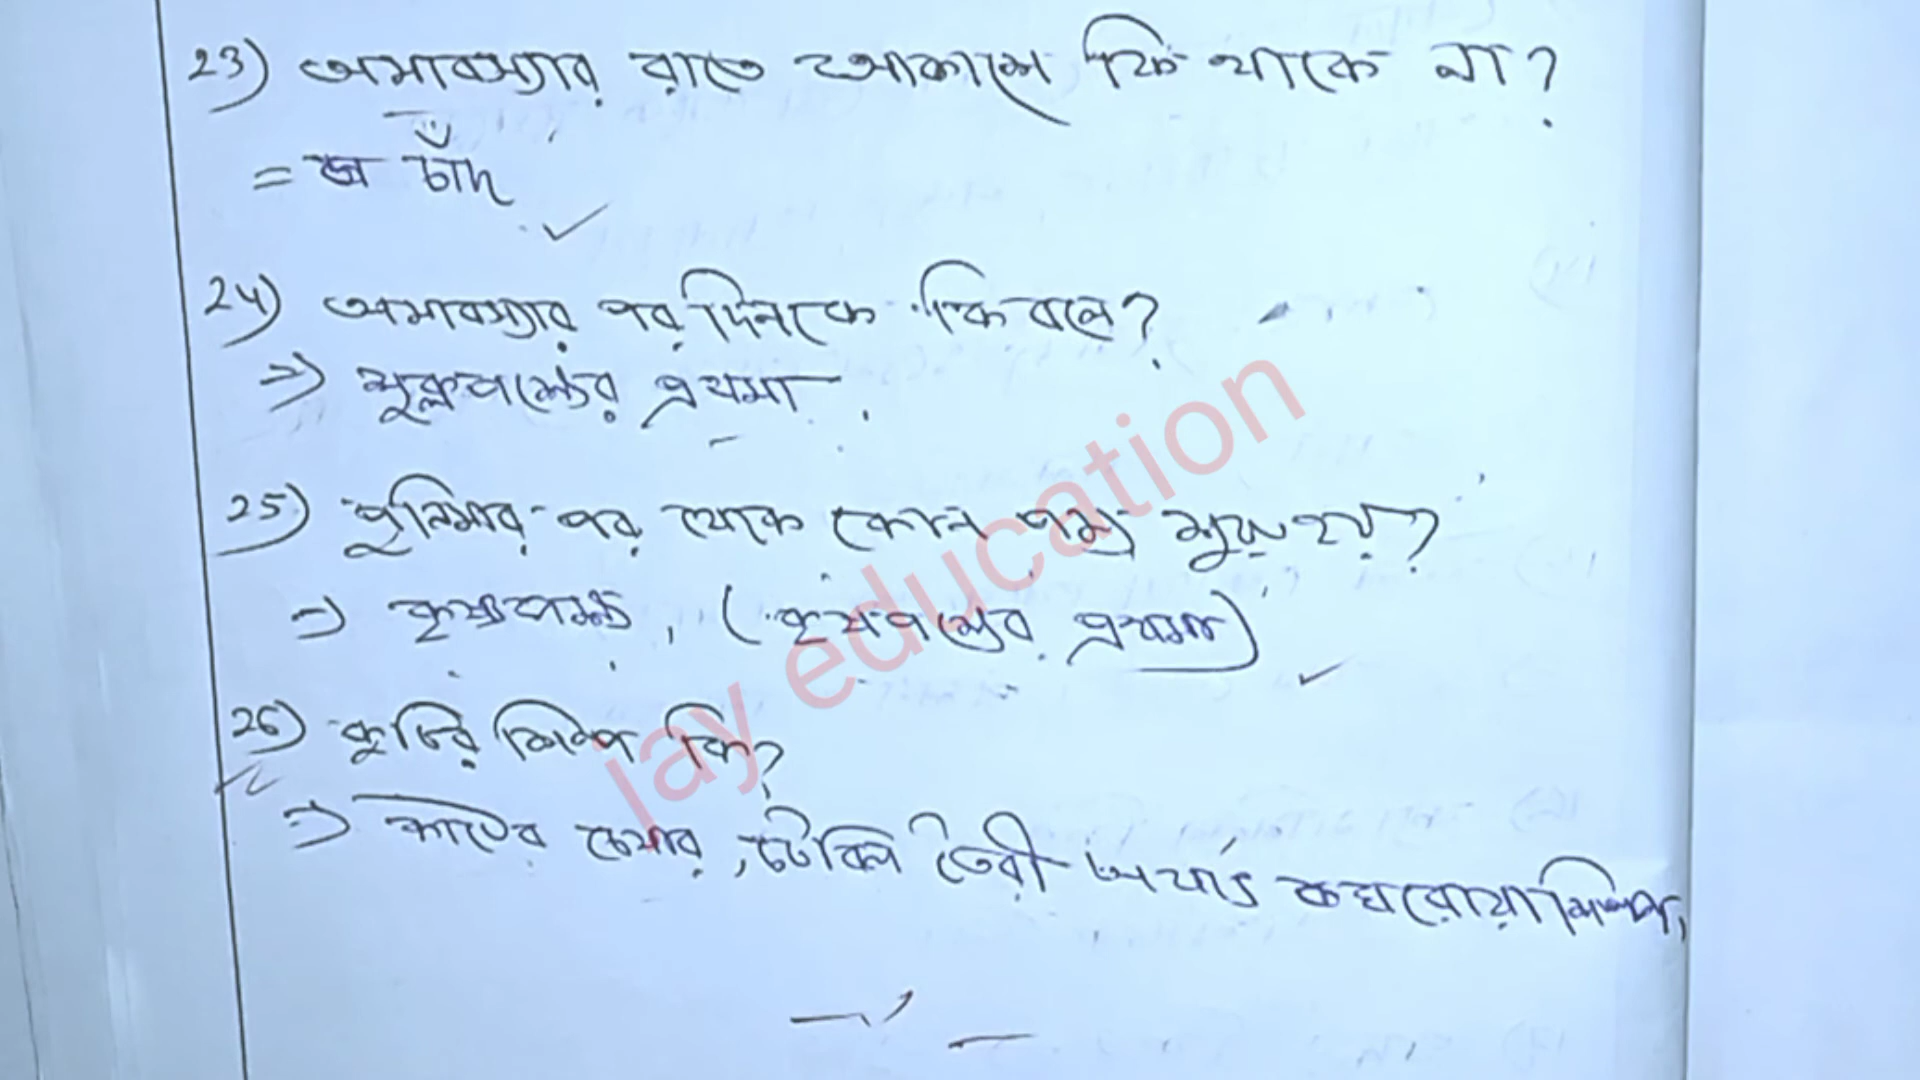 23) অমাবস্যার রাতে আকাশে কি থাকে না?
= চাঁদ
24) অমাবস্যার পর দিনকে কি বলে?
⇒ শুক্লপক্ষের প্রথমা.
25) পুনিমার পর থেকে কোন পক্ষ শুরু হয়?
⇒ কৃষ্ণপক্ষ, (কৃষ্ণপক্ষের প্রথমা)
26) কুটির শিল্প কি?
⇒ কাঠের চেয়ার, টেবিল তৈরী অর্থাৎ ঘরোয়া শিল্প,
jay education